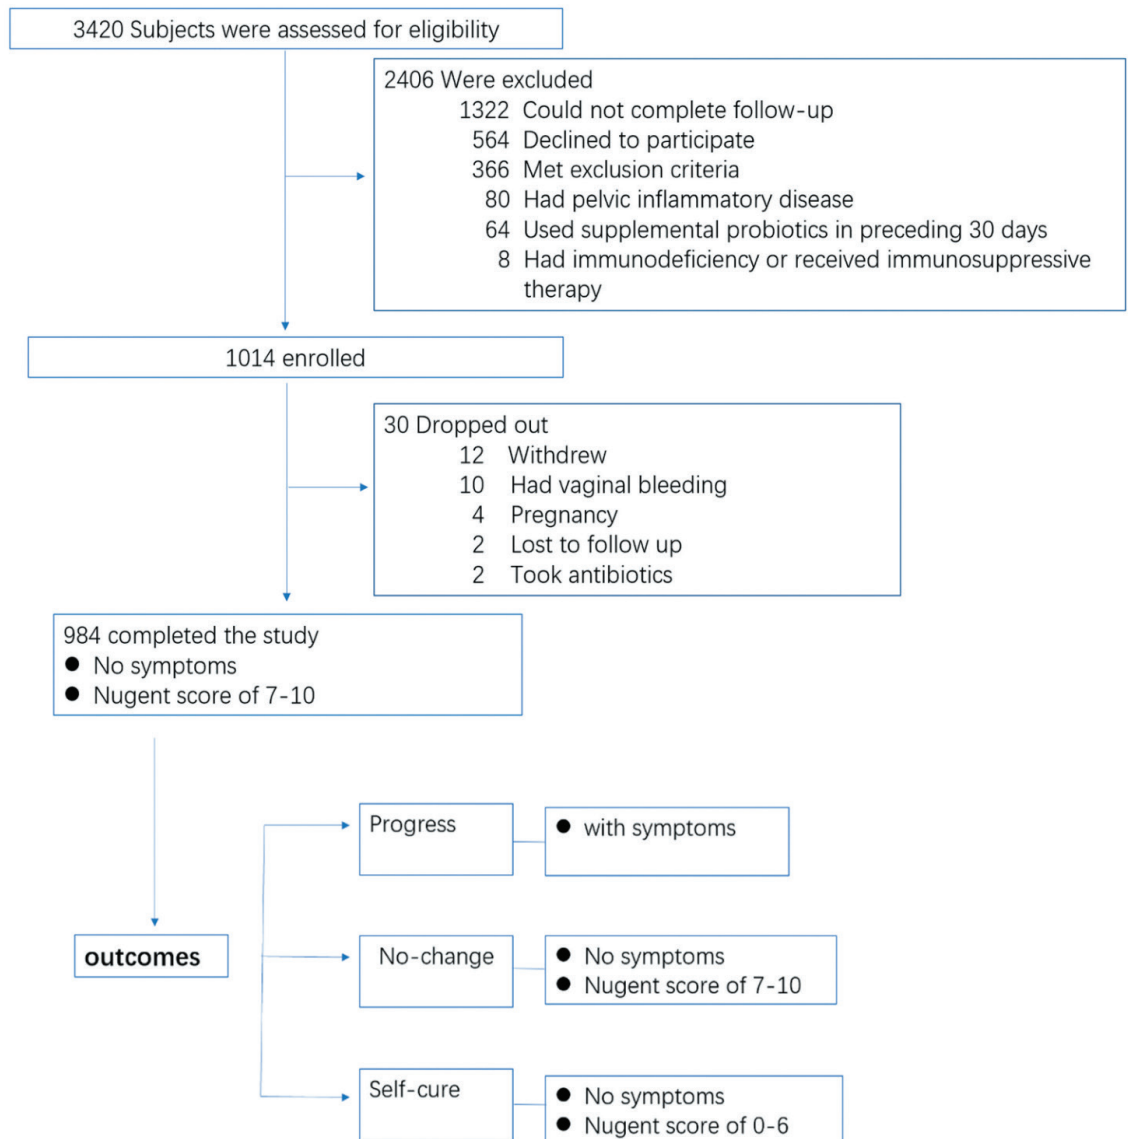 3420 Subjects were assessed for eligibility
2406 Were excluded
1322 Could not complete follow-up
564 Declined to participate
366 Met exclusion criteria
80 Had pelvic inflammatory disease
64 Used supplemental probiotics in preceding 30 days
8 Had immunodeficiency or received immunosuppressive
therapy
1014 enrolled
30 Dropped out
12 Withdrew
10 Had vaginal bleeding
4 Pregnancy
2 Lost to follow up
2 Took antibiotics
984 completed the study
● No symptoms
● Nugent score of 7-10
outcomes
Progress
● with symptoms
No-change
● No symptoms
● Nugent score of 7-10
Self-cure
● No symptoms
● Nugent score of 0-6